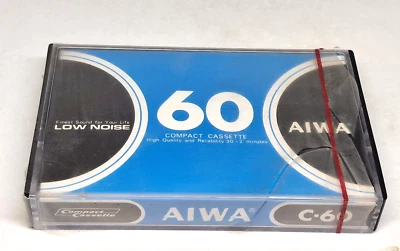 Finest Sound for Your Life
LOW NOISE
60
COMPACT CASSETTE
High Quality and Reliability 30×2 minutes
AIWA
Compact
Cassette
AIWA
C-60